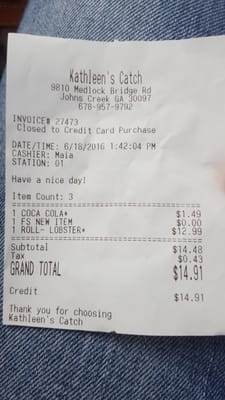 Kathleen's Catch
9810 Medlock Bridge Rd
Johns Creek GA 30097
678-957-9792
INVOICE# 27473
Closed to Credit Card Purchase
DATE/TIME: 6/18/2016 1:42:04 PM
CASHIER: Maia
STATION: 01
Have a nice day!
Item Count: 3
1 COCA COLA* $1.49
1 FS NEW ITEM $0.00
1 ROLL- LOBSTER* $12.99
Subtotal $14.48
Tax $0.43
GRAND TOTAL $14.91
Credit $14.91
Thank you for choosing
Kathleen's Catch